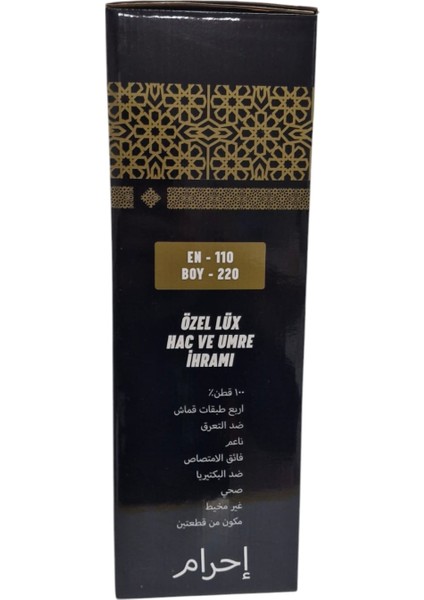 EN - 110
BOY - 220
ÖZEL LÜX
HAC VE UMRE
İHRAMI
١٠٠ قطن٪
اربع طبقات قماش
ضد التعرق
ناعم
فائق الامتصاص
ضد البكتيريا
صحي
غير مخيط
مكون من قطعتين
إحرام